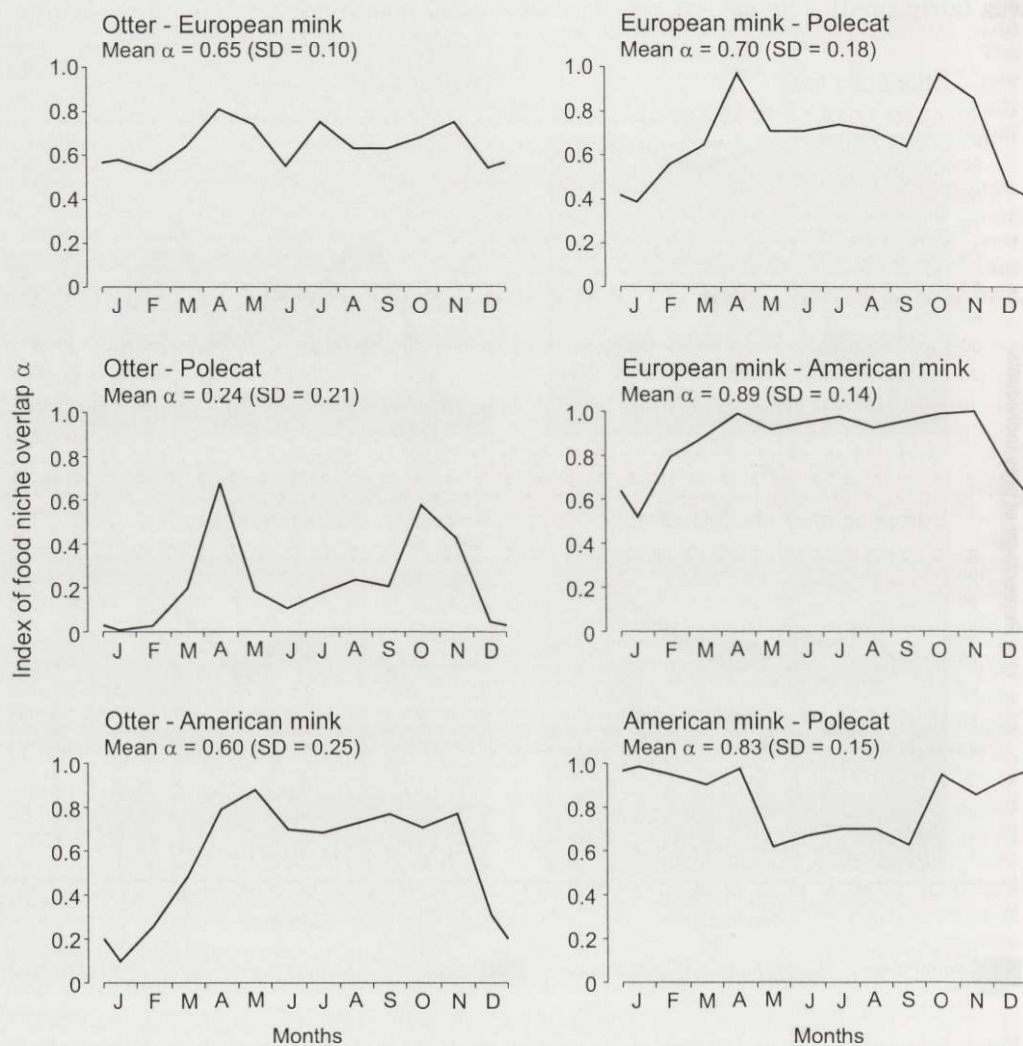 Otter - European mink
Mean α = 0.65 (SD = 0.10)
1.0
0.8
0.6
0.4
0.2
0
J F M A M J J A S O N D
European mink - Polecat
Mean α = 0.70 (SD = 0.18)
1.0
0.8
0.6
0.4
0.2
0
J F M A M J J A S O N D
Index of food niche overlap α
Otter - Polecat
Mean α = 0.24 (SD = 0.21)
1.0
0.8
0.6
0.4
0.2
0
J F M A M J J A S O N D
European mink - American mink
Mean α = 0.89 (SD = 0.14)
1.0
0.8
0.6
0.4
0.2
0
J F M A M J J A S O N D
Otter - American mink
Mean α = 0.60 (SD = 0.25)
1.0
0.8
0.6
0.4
0.2
0
J F M A M J J A S O N D
Months
American mink - Polecat
Mean α = 0.83 (SD = 0.15)
1.0
0.8
0.6
0.4
0.2
0
J F M A M J J A S O N D
Months